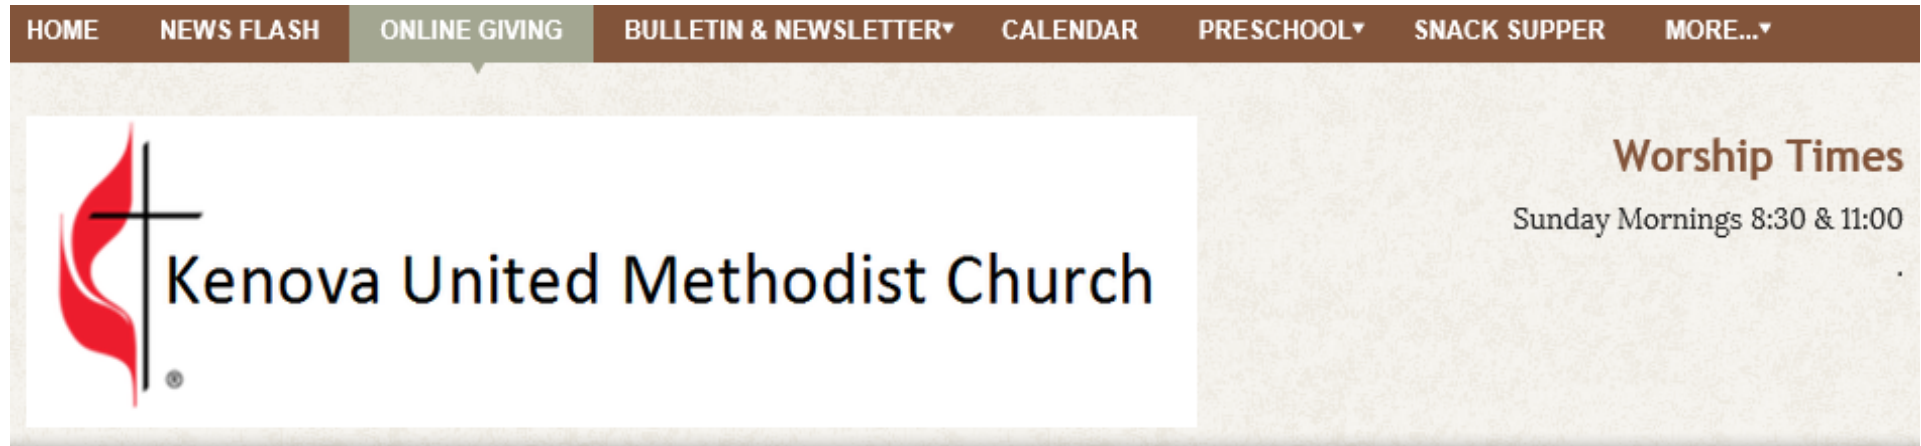 HOME NEWS FLASH ONLINE GIVING BULLETIN & NEWSLETTER▾ CALENDAR PRESCHOOL▾ SNACK SUPPER MORE...▾
Kenova United Methodist Church
®
Worship Times
Sunday Mornings 8:30 & 11:00
.